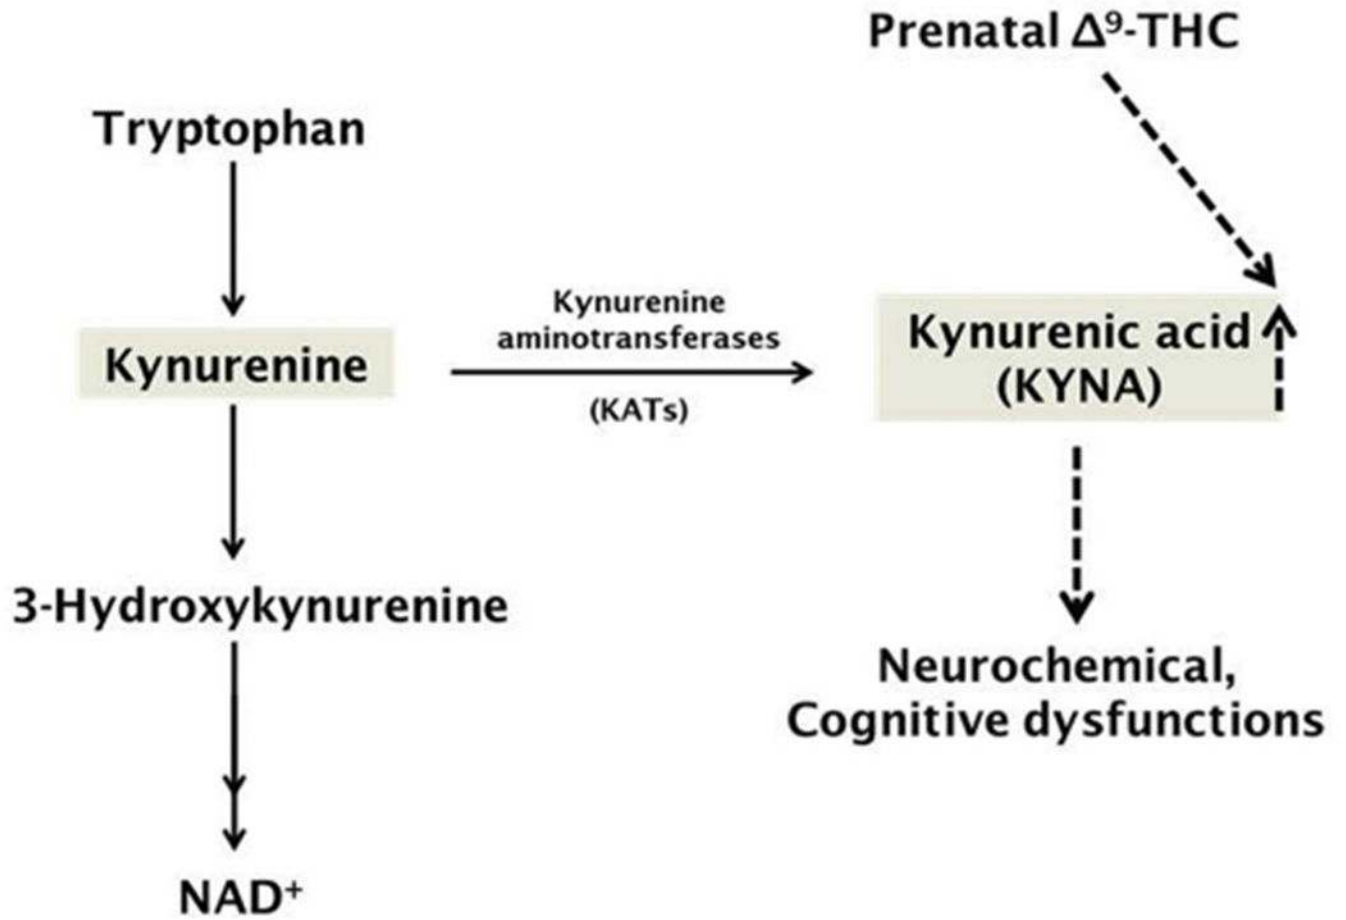 Prenatal Δ⁹-THC
Tryptophan
Kynurenine
aminotransferases
(KATs)
Kynurenine
Kynurenic acid
(KYNA)
3-Hydroxykynurenine
Neurochemical,
Cognitive dysfunctions
NAD⁺